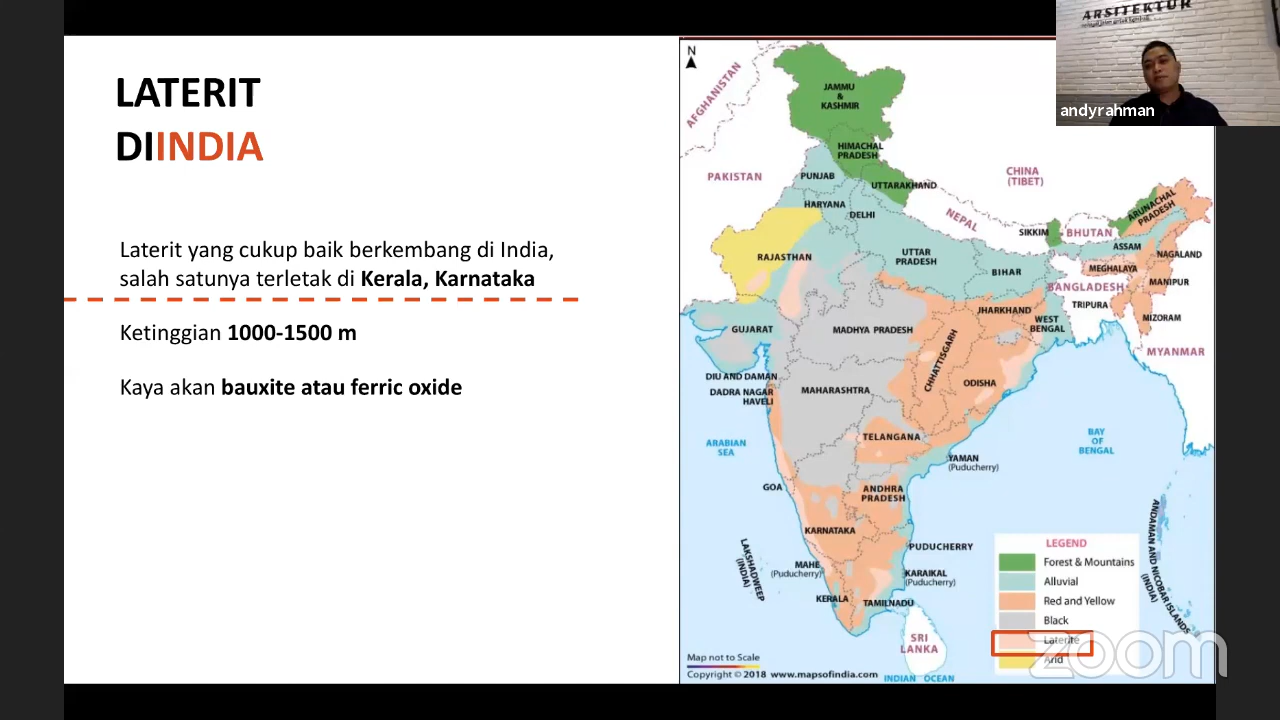 LATERIT
DIINDIA
Laterit yang cukup baik berkembang di India,
salah satunya terletak di Kerala, Karnataka
Ketinggian 1000-1500 m
Kaya akan bauxite atau ferric oxide
N
AFGHANISTAN
JAMMU
&
KASHMIR
HIMACHAL
PRADESH
PAKISTAN
PUNJAB
UTTARAKHAND
CHINA
(TIBET)
HARYANA
DELHI
NEPAL
SIKKIM
BHUTAN
ARUNACHAL
PRADESH
RAJASTHAN
UTTAR
PRADESH
BIHAR
ASSAM
NAGALAND
MEGHALAYA
MANIPUR
BANGLADESH
TRIPURA
MIZORAM
GUJARAT
MADHYA PRADESH
JHARKHAND
WEST
BENGAL
MYANMAR
CHHATTISGARH
DIU AND DAMAN
DADRA NAGAR
HAVELI
MAHARASHTRA
ODISHA
ARABIAN
SEA
TELANGANA
BAY
OF
BENGAL
YAMAN
(Puducherry)
GOA
ANDHRA
PRADESH
KARNATAKA
PUDUCHERRY
LAKSHADWEEP
(INDIA)
MAHE
(Puducherry)
KARAIKAL
(Puducherry)
KERALA
TAMILNADU
SRI
LANKA
ANDAMAN AND NICOBAR ISLANDS
(INDIA)
LEGEND
Forest & Mountains
Alluvial
Red and Yellow
Black
Laterite
Arid
Map not to Scale
Copyright © 2018 www.mapsofindia.com
INDIAN OCEAN
ARSITEKTUR
andyrahman
zoom